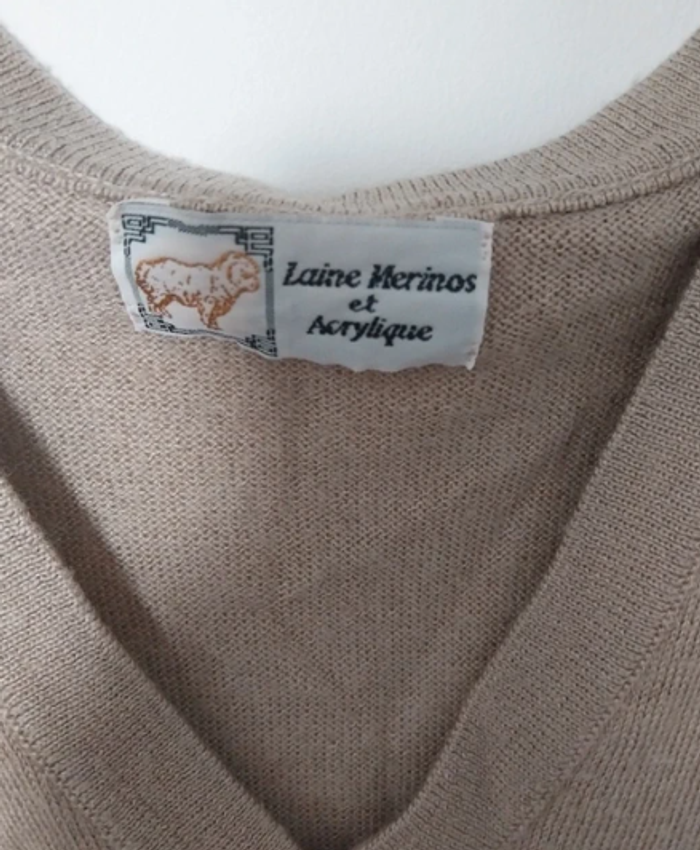 Laine Merinos
et
Acrylique